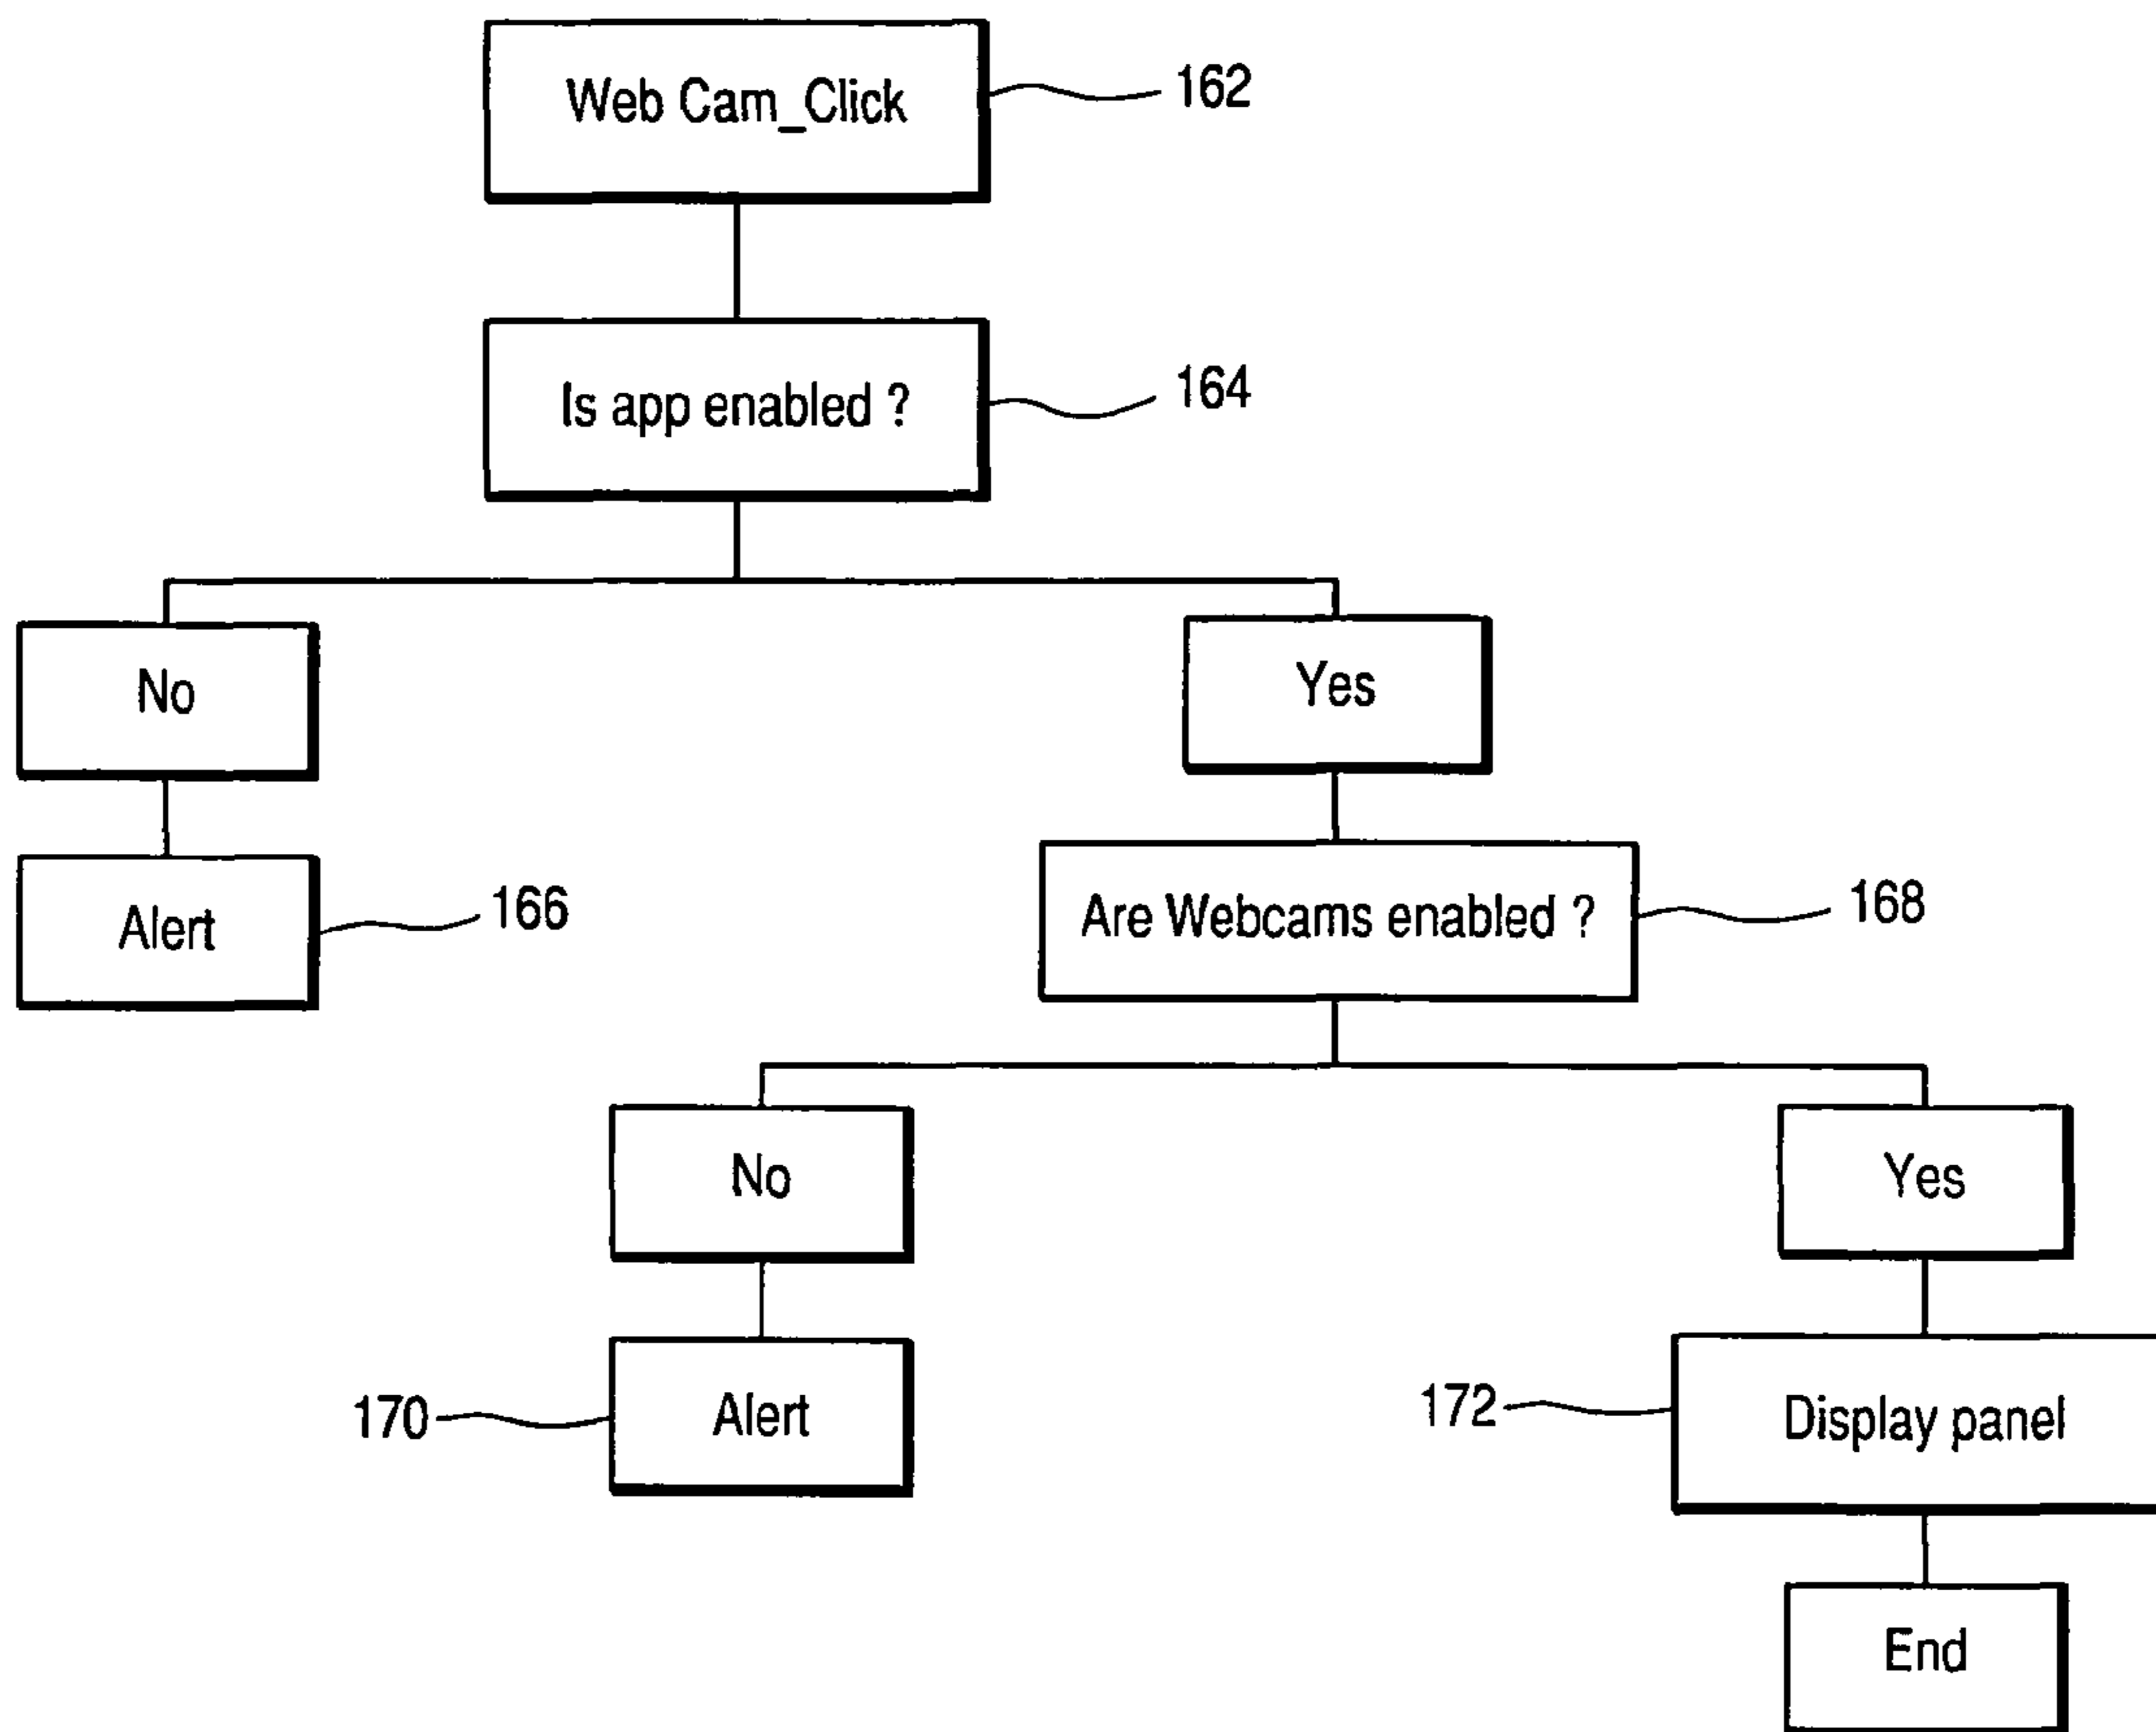 Web Cam_Click
162
Is app enabled ?
164
No
Yes
Alert
166
Are Webcams enabled ?
168
No
Yes
170
Alert
172
Display panel
End